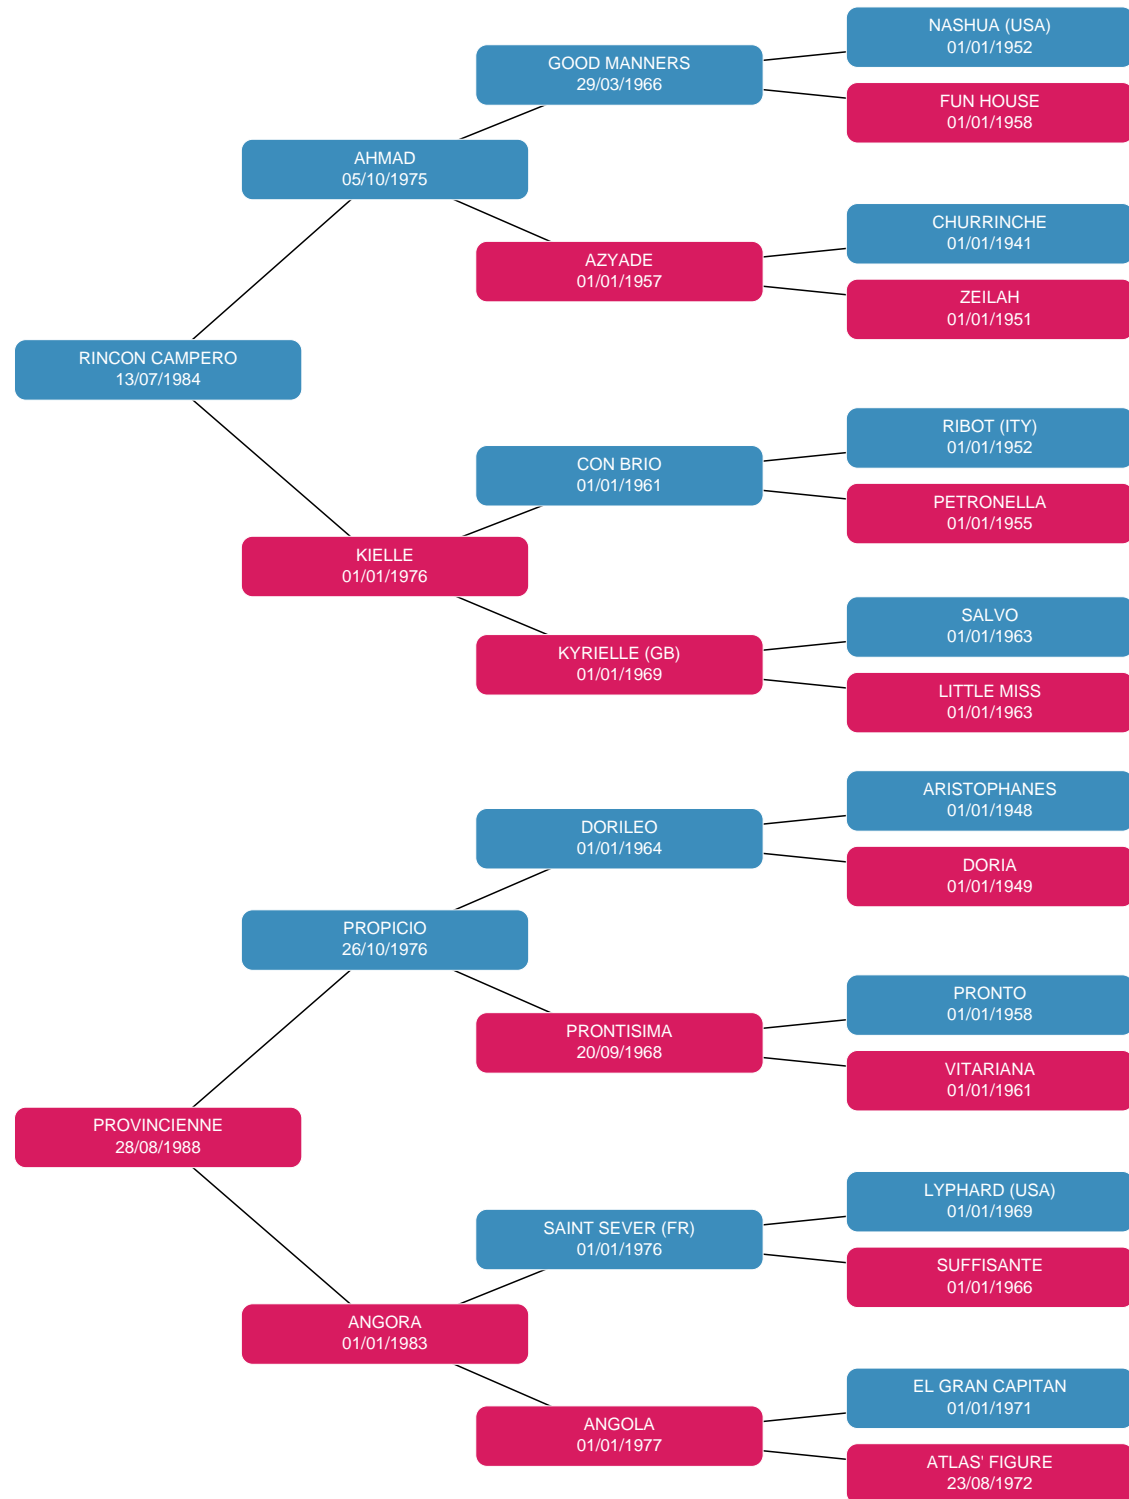 NASHUA (USA)
01/01/1952
GOOD MANNERS
29/03/1966
FUN HOUSE
01/01/1958
AHMAD
05/10/1975
CHURRINCHE
01/01/1941
AZYADE
01/01/1957
ZEILAH
01/01/1951
RINCON CAMPERO
13/07/1984
RIBOT (ITY)
01/01/1952
CON BRIO
01/01/1961
PETRONELLA
01/01/1955
KIELLE
01/01/1976
SALVO
01/01/1963
KYRIELLE (GB)
01/01/1969
LITTLE MISS
01/01/1963
ARISTOPHANES
01/01/1948
DORILEO
01/01/1964
DORIA
01/01/1949
PROPICIO
26/10/1976
PRONTO
01/01/1958
PRONTISIMA
20/09/1968
VITARIANA
01/01/1961
PROVINCIENNE
28/08/1988
LYPHARD (USA)
01/01/1969
SAINT SEVER (FR)
01/01/1976
SUFFISANTE
01/01/1966
ANGORA
01/01/1983
EL GRAN CAPITAN
01/01/1971
ANGOLA
01/01/1977
ATLAS' FIGURE
23/08/1972